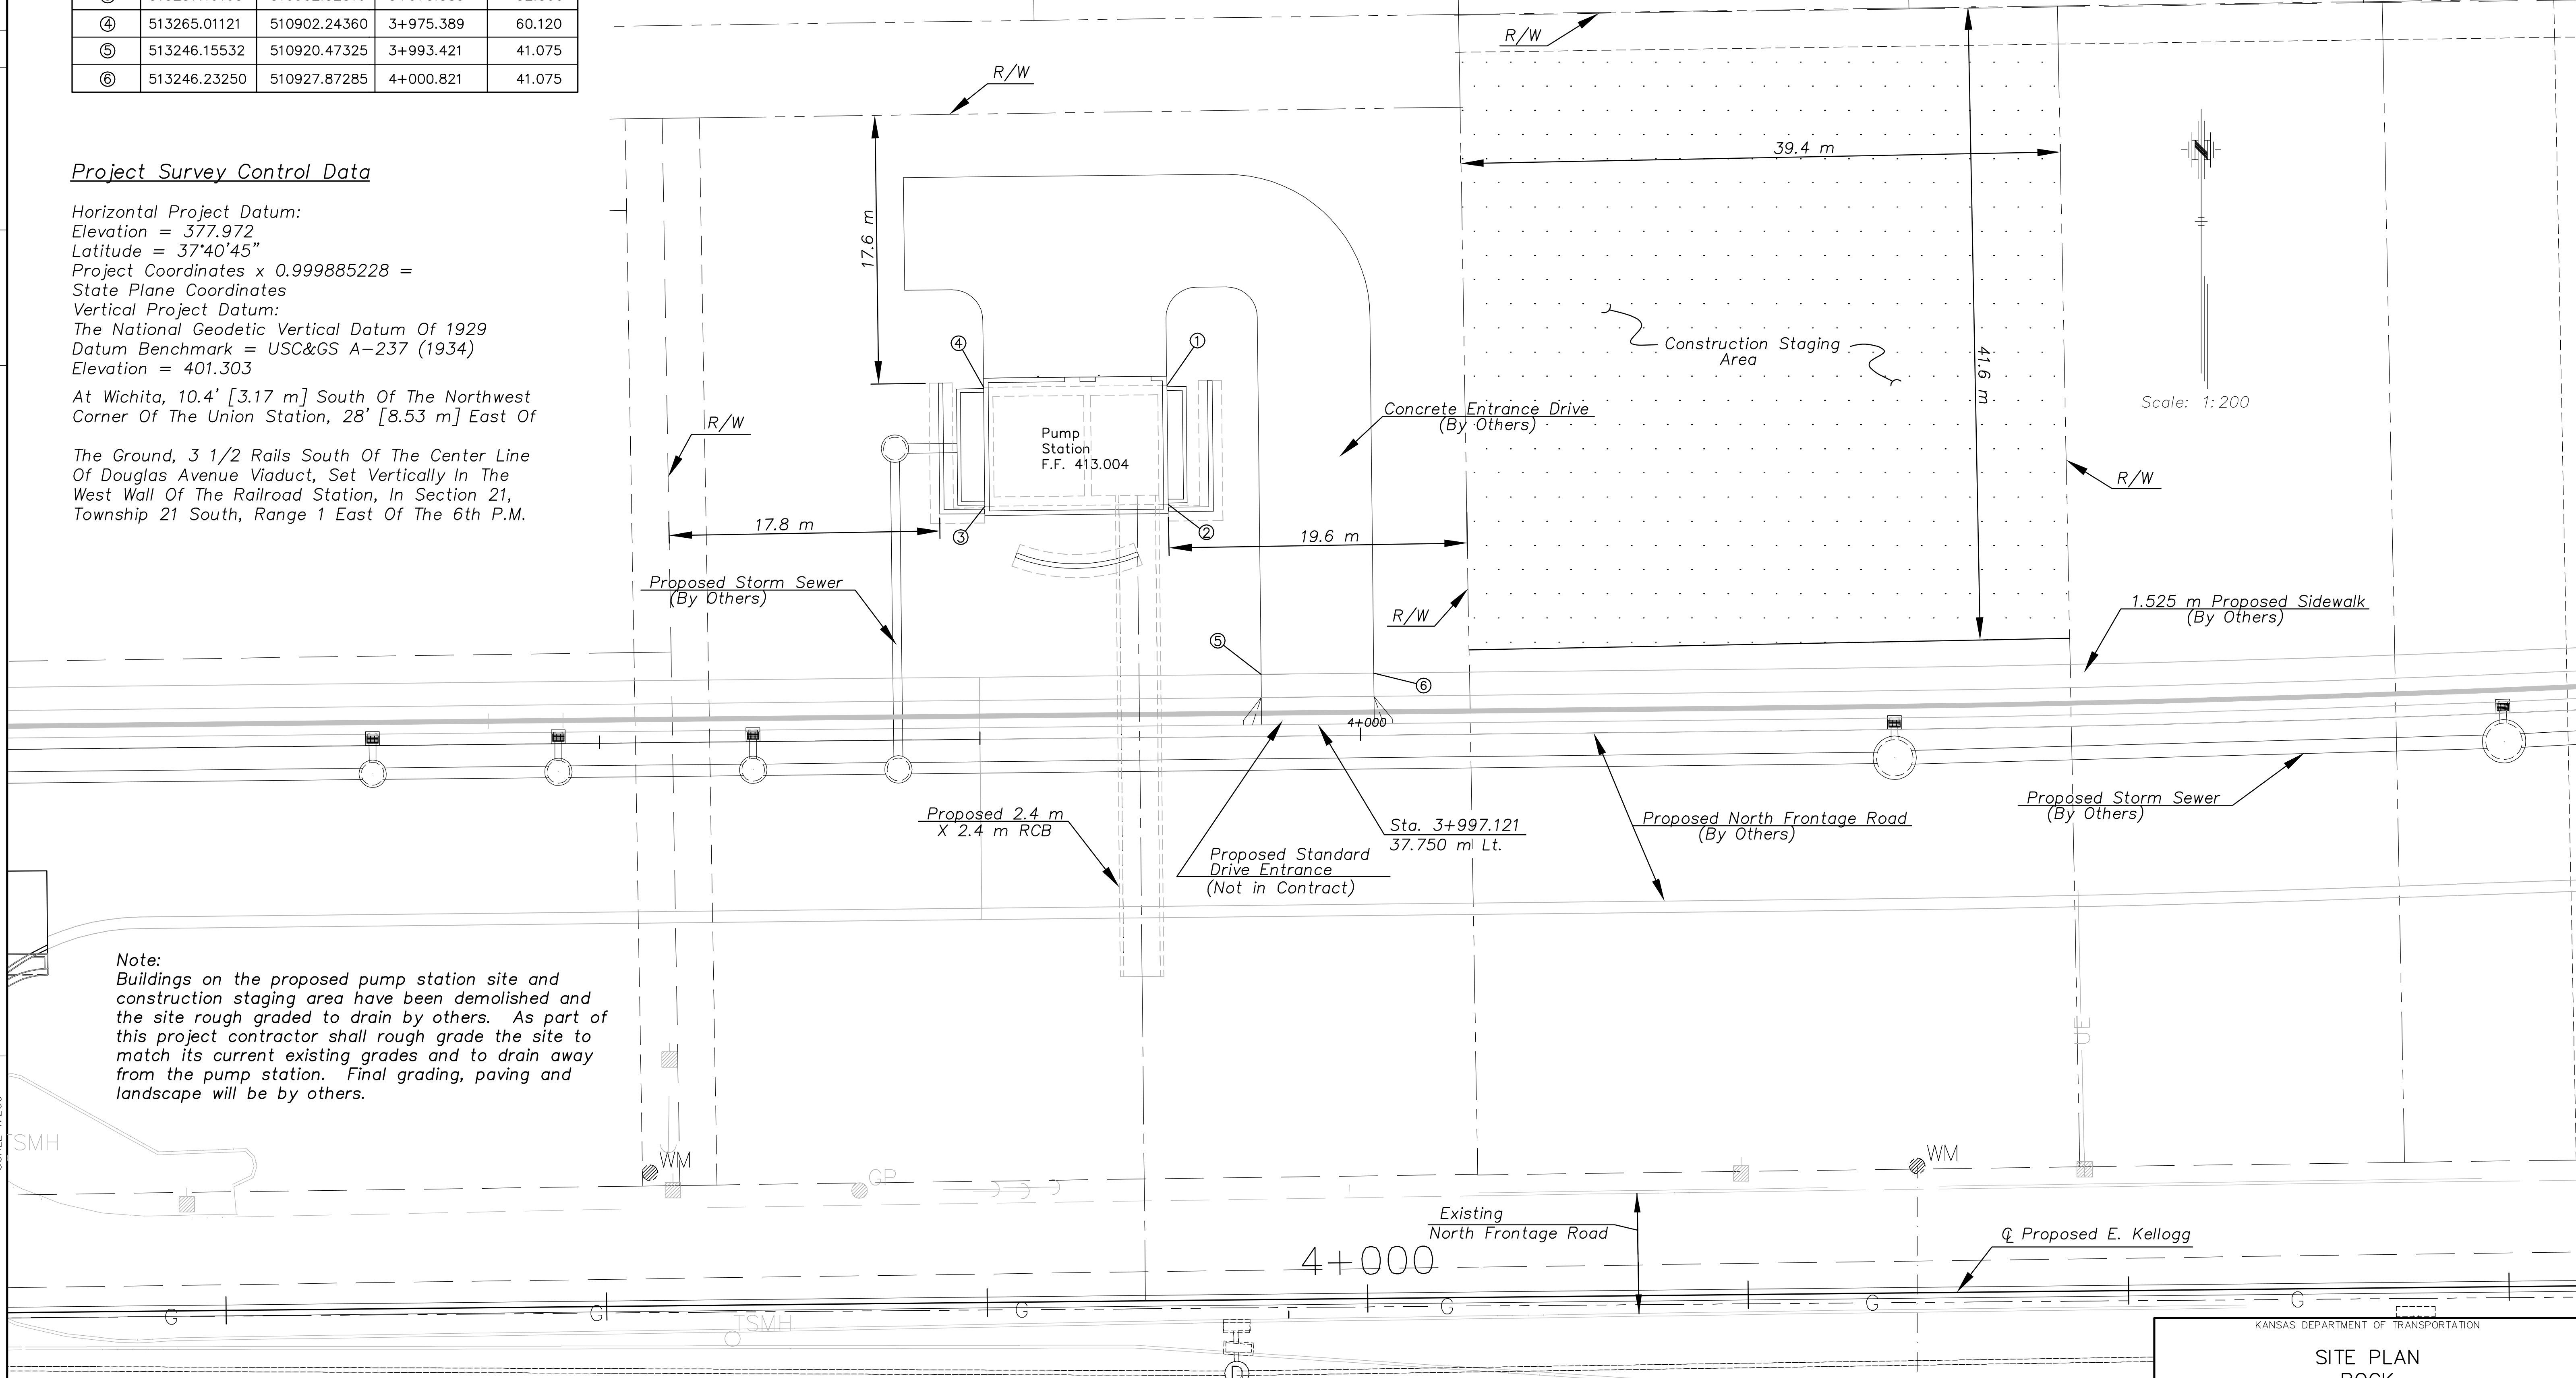 ④ 513265.01121 510902.24360 3+975.389 60.120
⑤ 513246.15532 510920.47325 3+993.421 41.075
⑥ 513246.23250 510927.87285 4+000.821 41.075
Project Survey Control Data
Horizontal Project Datum:
Elevation = 377.972
Latitude = 37°40'45"
Project Coordinates x 0.999885228 =
State Plane Coordinates
Vertical Project Datum:
The National Geodetic Vertical Datum Of 1929
Datum Benchmark = USC&GS A-237 (1934)
Elevation = 401.303
At Wichita, 10.4' [3.17 m] South Of The Northwest
Corner Of The Union Station, 28' [8.53 m] East Of
The Ground, 3 1/2 Rails South Of The Center Line
Of Douglas Avenue Viaduct, Set Vertically In The
West Wall Of The Railroad Station, In Section 21,
Township 21 South, Range 1 East Of The 6th P.M.
R/W
R/W
17.6 m
39.4 m
41.6 m
Construction Staging
Area
Scale: 1:200
④
①
Pump
Station
F.F. 413.004
Concrete Entrance Drive
(By Others)
R/W
R/W
17.8 m
③
②
19.6 m
Proposed Storm Sewer
(By Others)
R/W
1.525 m Proposed Sidewalk
(By Others)
⑤
⑥
4+000
Proposed 2.4 m
X 2.4 m RCB
Proposed Standard
Drive Entrance
(Not in Contract)
Sta. 3+997.121
37.750 m Lt.
Proposed North Frontage Road
(By Others)
Proposed Storm Sewer
(By Others)
Note:
Buildings on the proposed pump station site and
construction staging area have been demolished and
the site rough graded to drain by others. As part of
this project contractor shall rough grade the site to
match its current existing grades and to drain away
from the pump station. Final grading, paving and
landscape will be by others.
UE
SMH
WM
GP
WM
Existing
North Frontage Road
4+000
℄ Proposed E. Kellogg
G
G
G
G
G
G
TSMH
D
KANSAS DEPARTMENT OF TRANSPORTATION
SITE PLAN